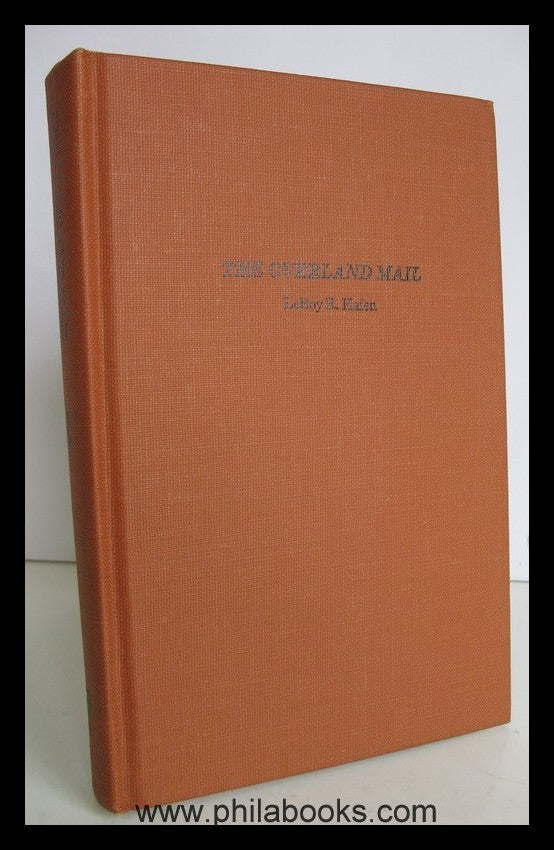 THE OVERLAND MAIL
LeRoy R. Hafen
www.philabooks.com